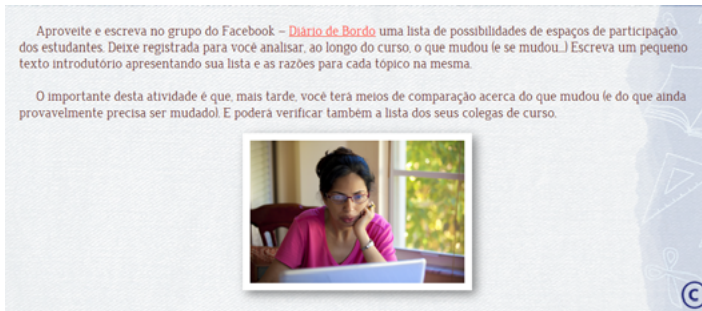 Aproveite e escreva no grupo do Facebook – Diário de Bordo uma lista de possibilidades de espaços de participação
dos estudantes. Deixe registrada para você analisar, ao longo do curso, o que mudou (e se mudou...) Escreva um pequeno
texto introdutório apresentando sua lista e as razões para cada tópico na mesma.
O importante desta atividade é que, mais tarde, você terá meios de comparação acerca do que mudou (e do que ainda
provavelmente precisa ser mudado). E poderá verificar também a lista dos seus colegas de curso.
©